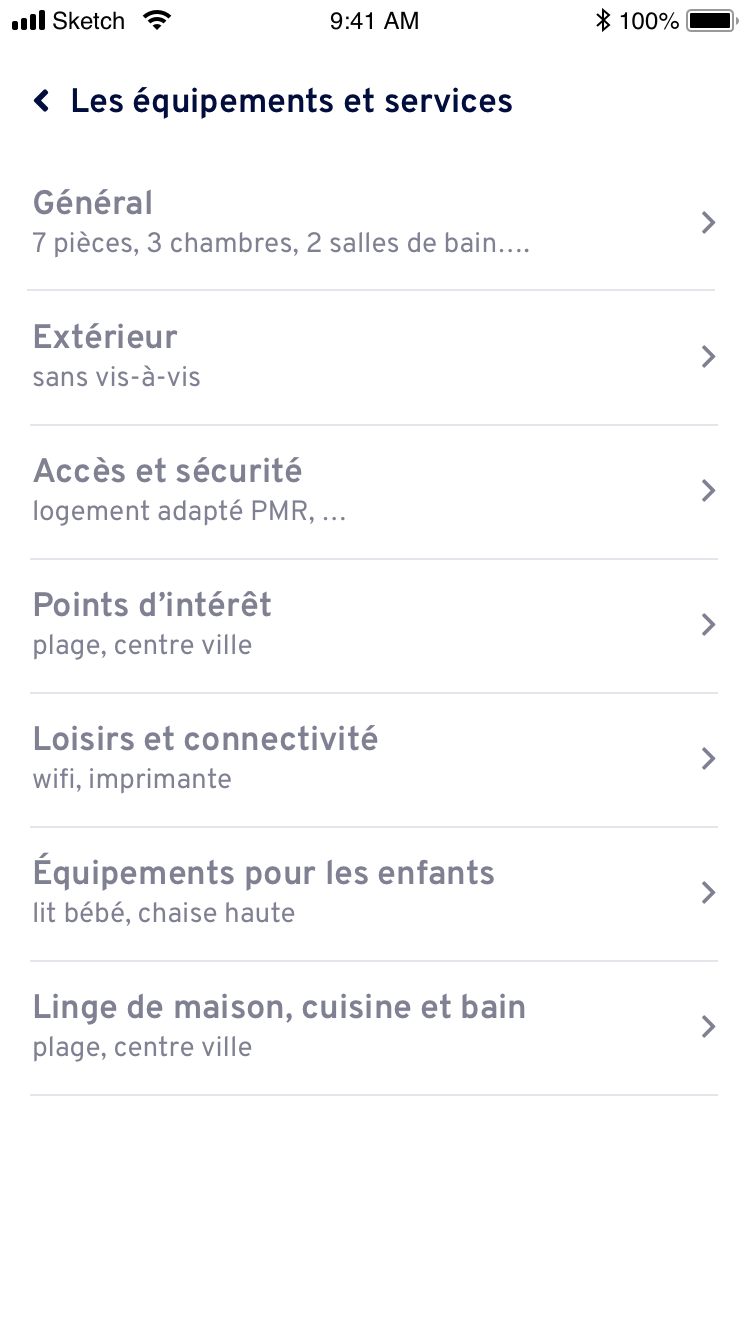 Sketch 9:41 AM 100%
Les équipements et services
Général
7 pièces, 3 chambres, 2 salles de bain....
Extérieur
sans vis-à-vis
Accès et sécurité
logement adapté PMR, ...
Points d’intérêt
plage, centre ville
Loisirs et connectivité
wifi, imprimante
Équipements pour les enfants
lit bébé, chaise haute
Linge de maison, cuisine et bain
plage, centre ville